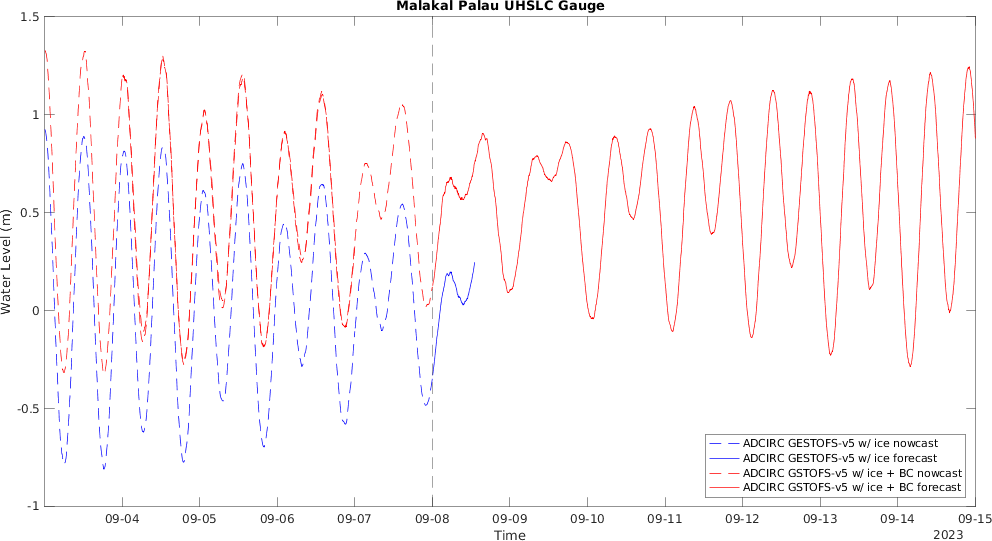 Malakal Palau UHSLC Gauge
1.5
1
0.5
0
-0.5
-1
Water Level (m)
ADCIRC GESTOFS-v5 w/ ice nowcast
ADCIRC GESTOFS-v5 w/ ice forecast
ADCIRC GSTOFS-v5 w/ ice + BC nowcast
ADCIRC GSTOFS-v5 w/ ice + BC forecast
09-04 09-05 09-06 09-07 09-08 09-09 09-10 09-11 09-12 09-13 09-14 09-15
Time
2023